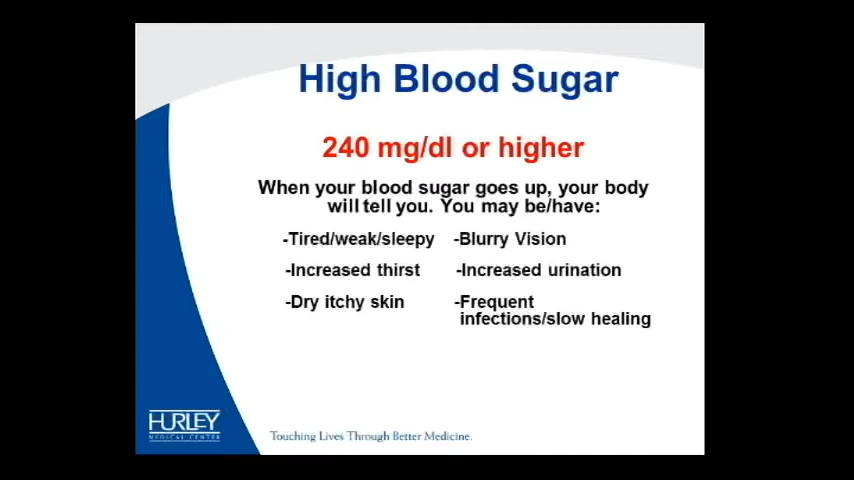 High Blood Sugar
240 mg/dl or higher
When your blood sugar goes up, your body
will tell you. You may be/have:
-Tired/weak/sleepy -Blurry Vision
-Increased thirst -Increased urination
-Dry itchy skin -Frequent
infections/slow healing
HURLEY
MEDICAL CENTER
Touching Lives Through Better Medicine.